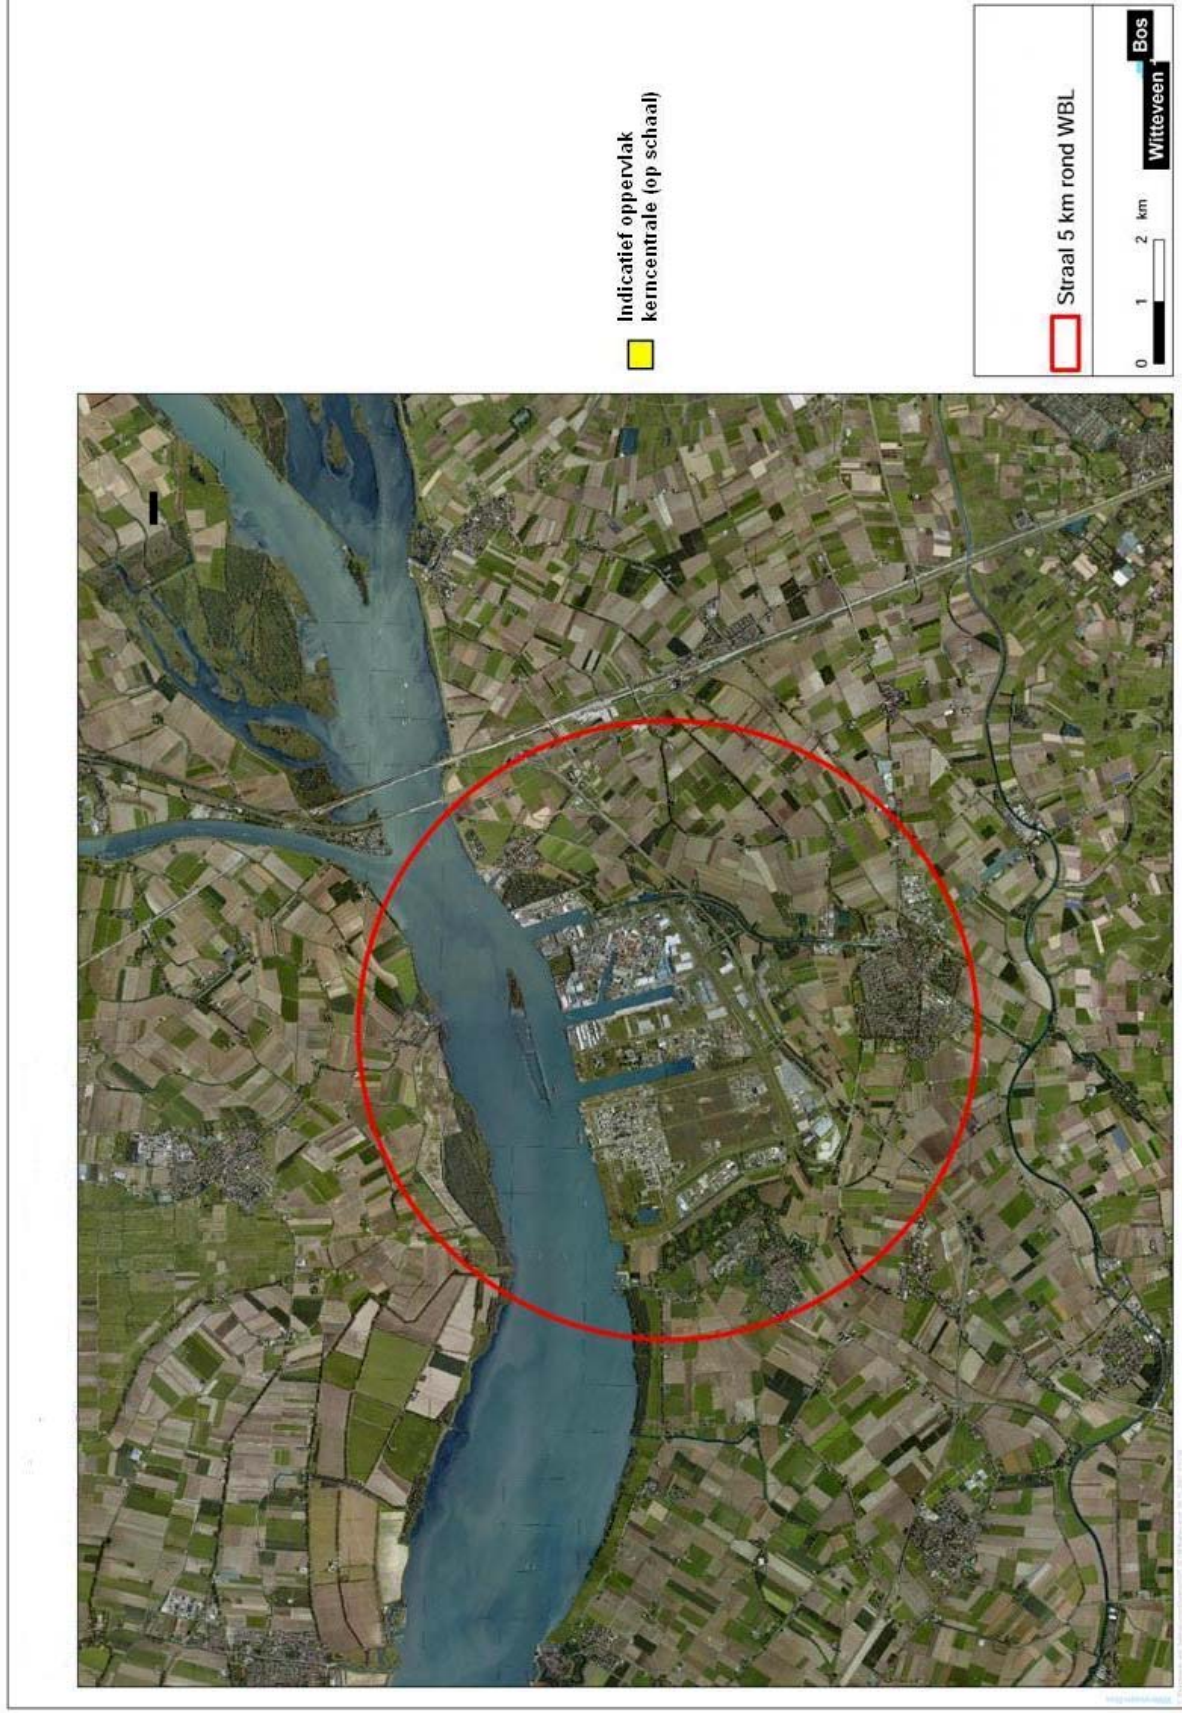 Indicatief oppervlak
kerncentrale (op schaal)
Straal 5 km rond WBL
0 1 2 km
Witteveen + Bos